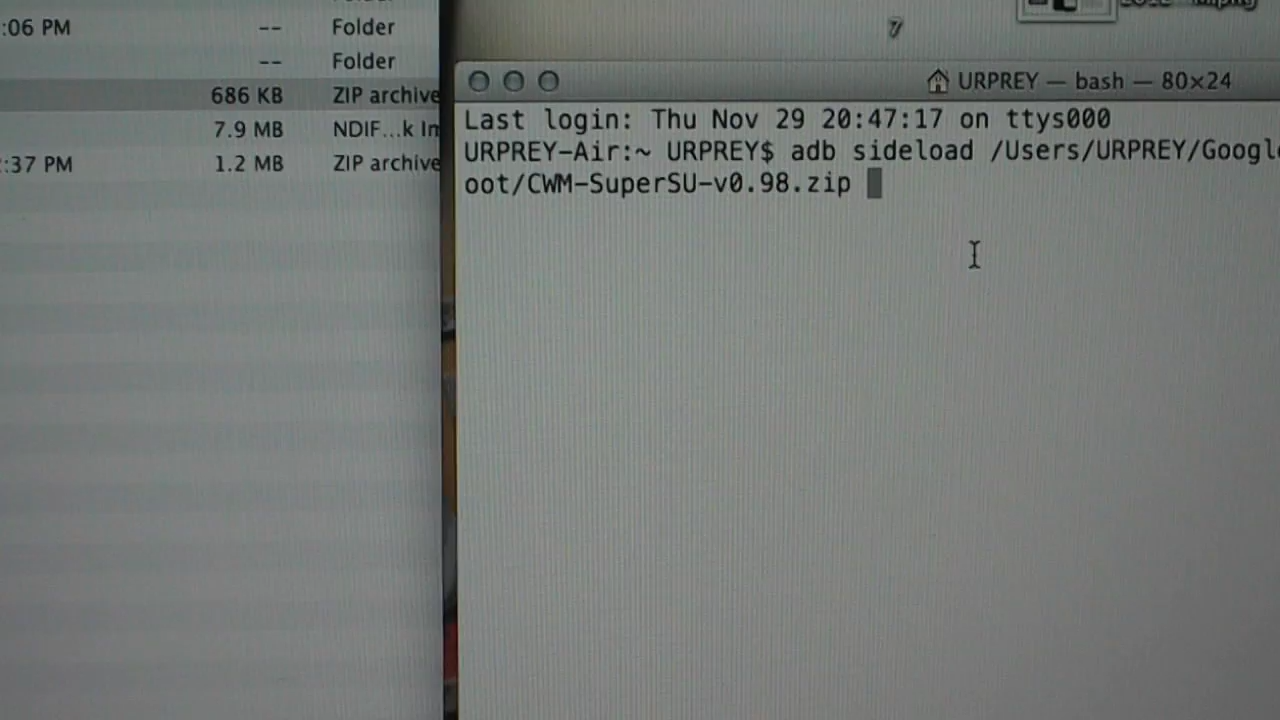 :06 PM -- Folder
-- Folder
686 KB ZIP archive
7.9 MB NDIF...k Im
:37 PM 1.2 MB ZIP archive
URPREY — bash — 80×24
Last login: Thu Nov 29 20:47:17 on ttys000
URPREY-Air:~ URPREY$ adb sideload /Users/URPREY/Googl
oot/CWM-SuperSU-v0.98.zip